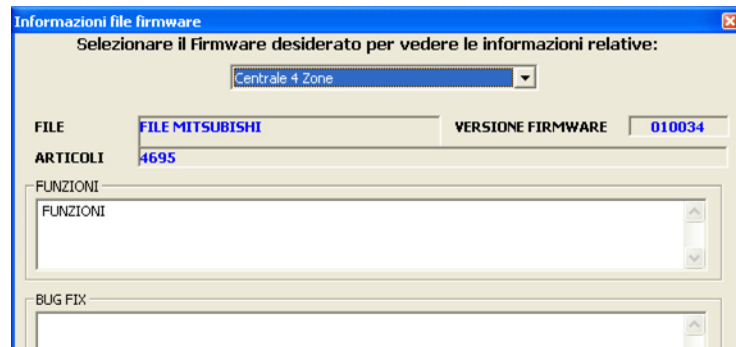 Informazioni file firmware
Selezionare il Firmware desiderato per vedere le informazioni relative:
Centrale 4 Zone
FILE FILE MITSUBISHI VERSIONE FIRMWARE 010034
ARTICOLI 4695
FUNZIONI
FUNZIONI
BUG FIX